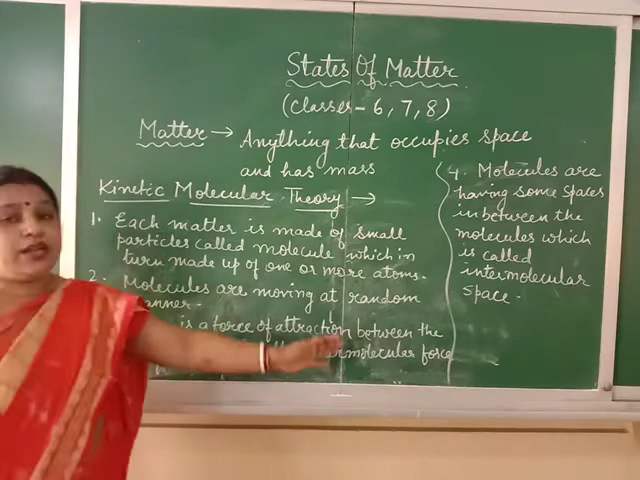 States Of Matter
(Classes - 6, 7, 8)
Matter → Anything that occupies space
and has mass
Kinetic Molecular Theory →
1. Each matter is made of small
particles called molecule which in
turn made up of one or more atoms.
2. Molecules are moving at random
is a force of attraction between the
force
4. Molecules are
having some spaces
in between the
molecules which
is called
intermolecular
space.